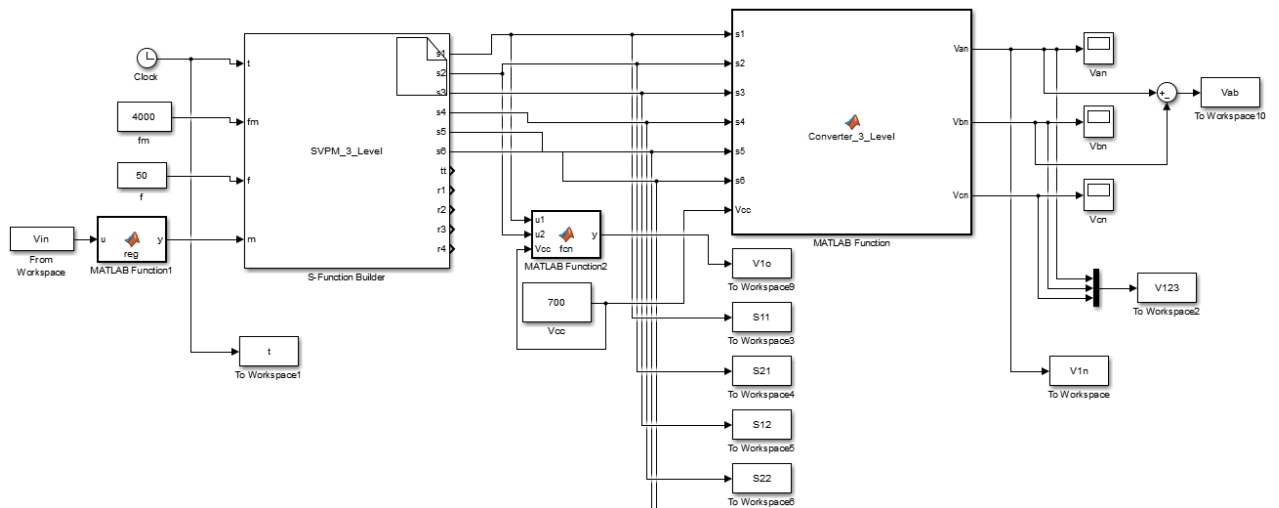 Clock
4000
fm
50
f
Vin
From
Workspace
u
y
reg
MATLAB Function1
t
fm
f
m
SVPM_3_Level
s1
s2
s3
s4
s5
s6
tt
r1
r2
r3
r4
S-Function Builder
t
To Workspace1
u1
u2
Vcc
y
fcn
MATLAB Function2
700
Vcc
s1
s2
s3
s4
s5
s6
Vcc
Converter_3_Level
Van
Vbn
Vcn
MATLAB Function
V1o
To Workspace9
S11
To Workspace3
S21
To Workspace4
S12
To Workspace5
S22
To Workspace6
Van
Vbn
Vcn
+
−
Vab
To Workspace10
V123
To Workspace2
V1n
To Workspace